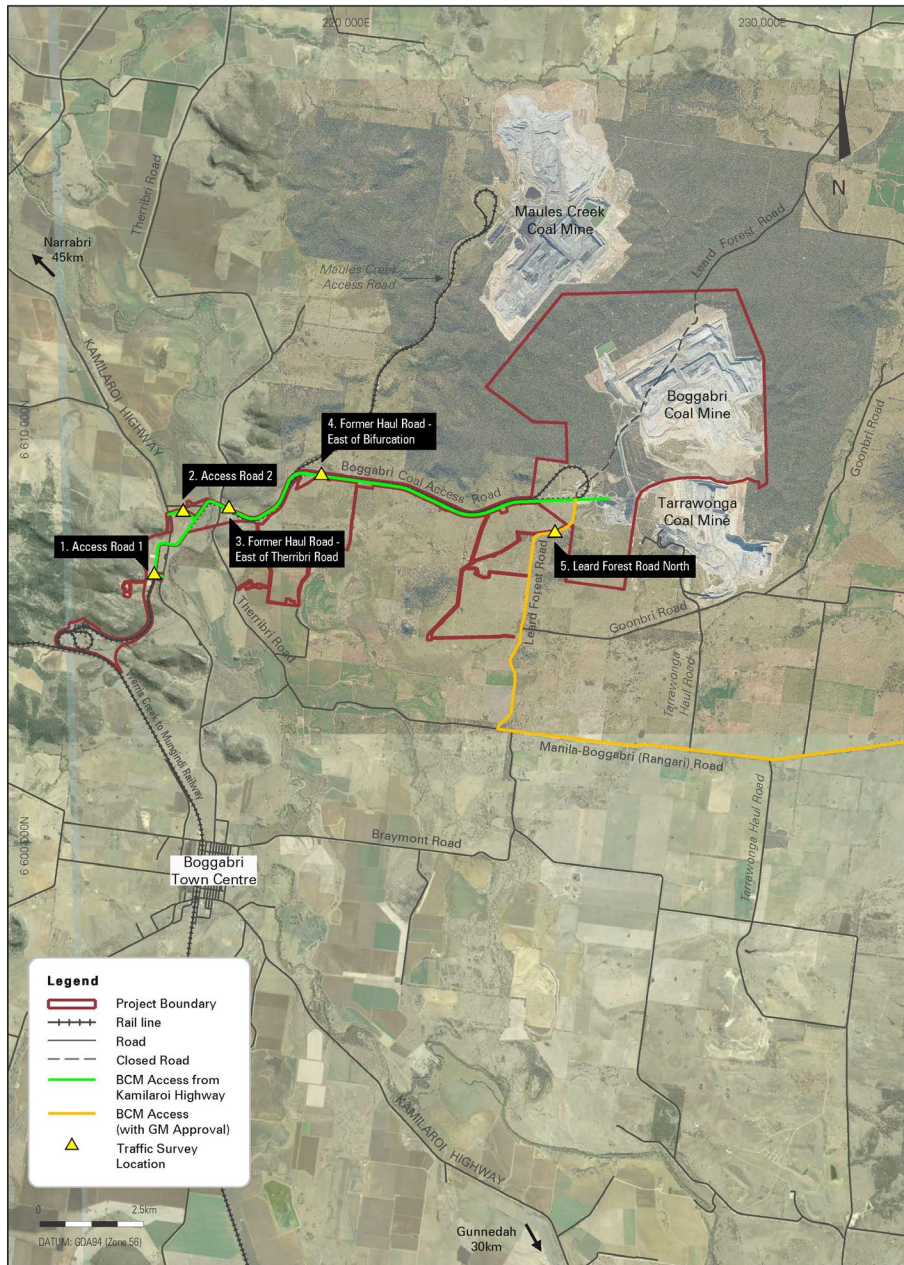 220 000E
230 000E
Therribri Road
N
Maules Creek
Coal Mine
Leard Forest Road
Narrabri
45km
Maules Creek
Access Road
KAMILAROI HIGHWAY
Boggabri
Coal Mine
6 610 000N
4. Former Haul Road -
East of Bifurcation
Goonbri Road
2. Access Road 2
Boggabri Coal Access Road
Tarrawonga
Coal Mine
3. Former Haul Road -
East of Therribri Road
1. Access Road 1
5. Leard Forest Road North
Leard Forest Road
Goonbri Road
Therribri Road
Tarrawonga
Haul Road
Werris Creek to Mungindi Railway
Manila-Boggabri (Rangari) Road
Tarrawonga Haul Road
6 600 000N
Braymont Road
Boggabri
Town Centre
Legend
Project Boundary
Rail line
Road
Closed Road
BCM Access from
Kamilaroi Highway
BCM Access
(with GM Approval)
Traffic Survey
Location
KAMILAROI HIGHWAY
0 2.5km
DATUM: GDA94 (Zone 56)
Gunnedah
30km